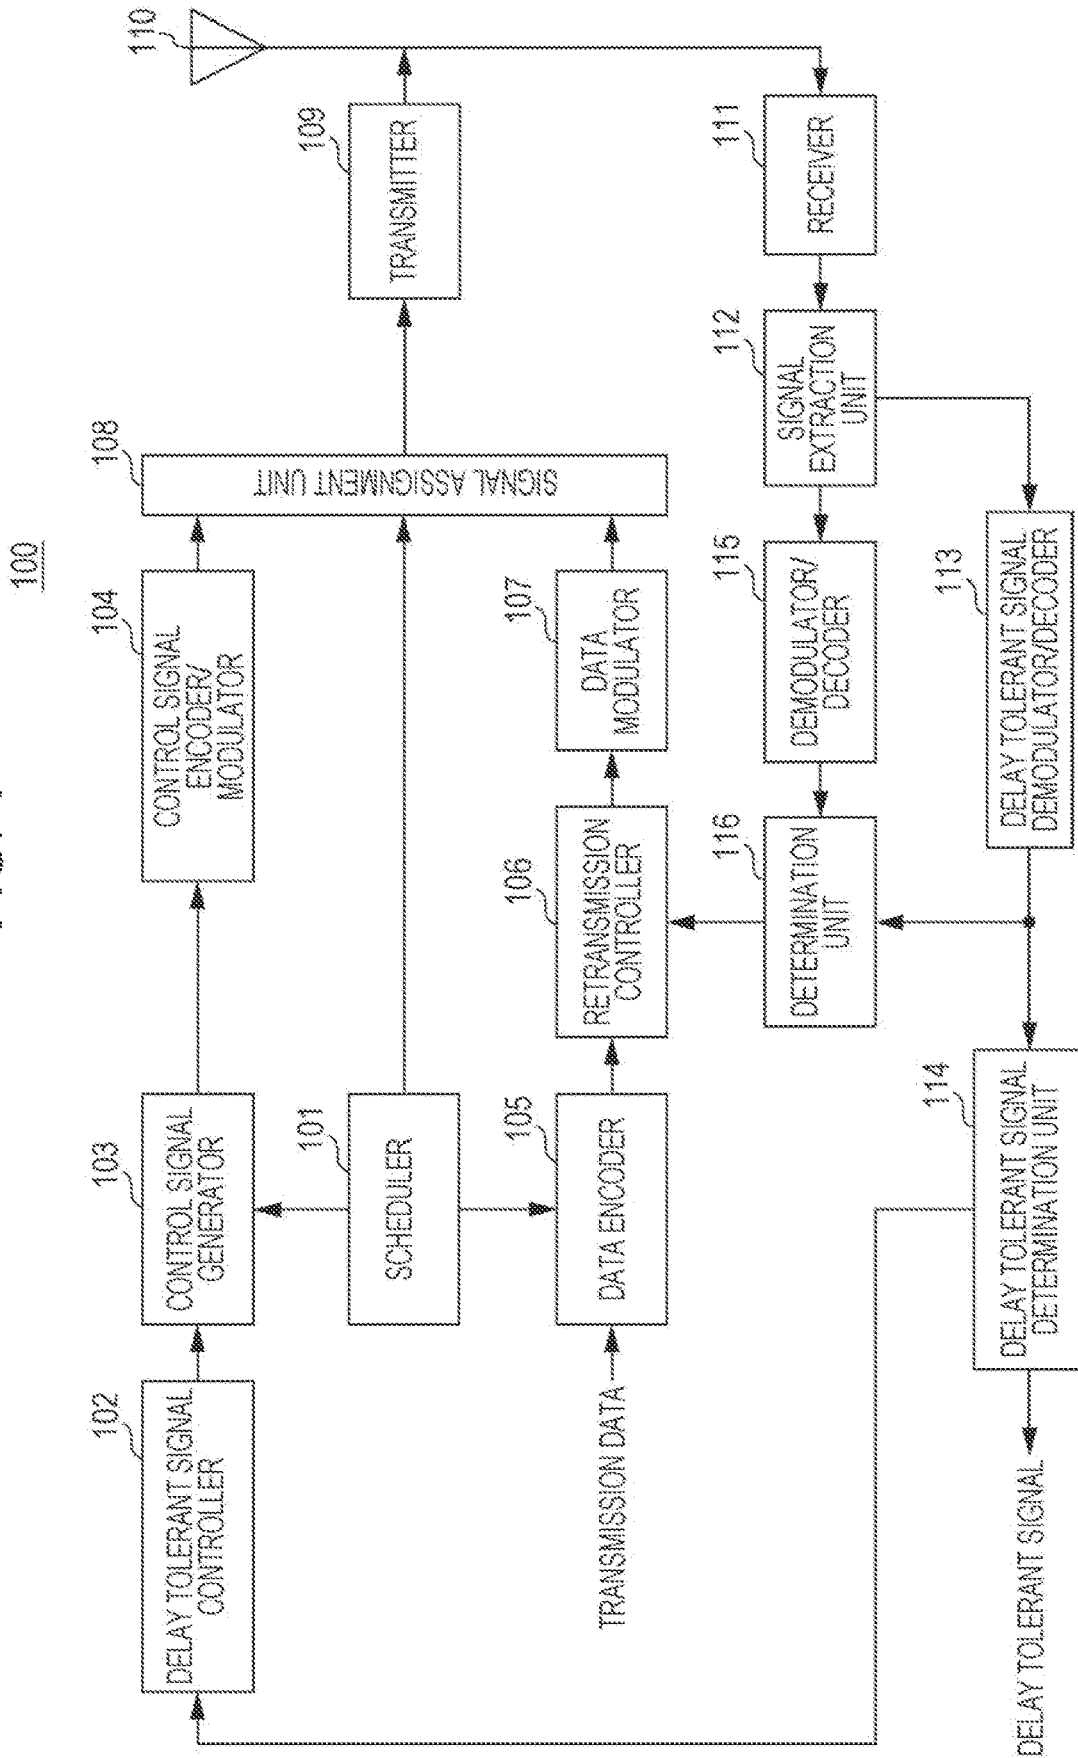 100
102
DELAY TOLERANT SIGNAL
CONTROLLER
103
CONTROL SIGNAL
GENERATOR
104
CONTROL SIGNAL
ENCODER/
MODULATOR
108
SIGNAL ASSIGNMENT UNIT
109
TRANSMITTER
110
101
SCHEDULER
TRANSMISSION DATA
105
DATA ENCODER
106
RETRANSMISSION
CONTROLLER
107
DATA
MODULATOR
116
DETERMINATION
UNIT
115
DEMODULATOR/
DECODER
112
SIGNAL
EXTRACTION
UNIT
111
RECEIVER
DELAY TOLERANT SIGNAL
114
DELAY TOLERANT SIGNAL
DETERMINATION UNIT
113
DELAY TOLERANT SIGNAL
DEMODULATOR/DECODER